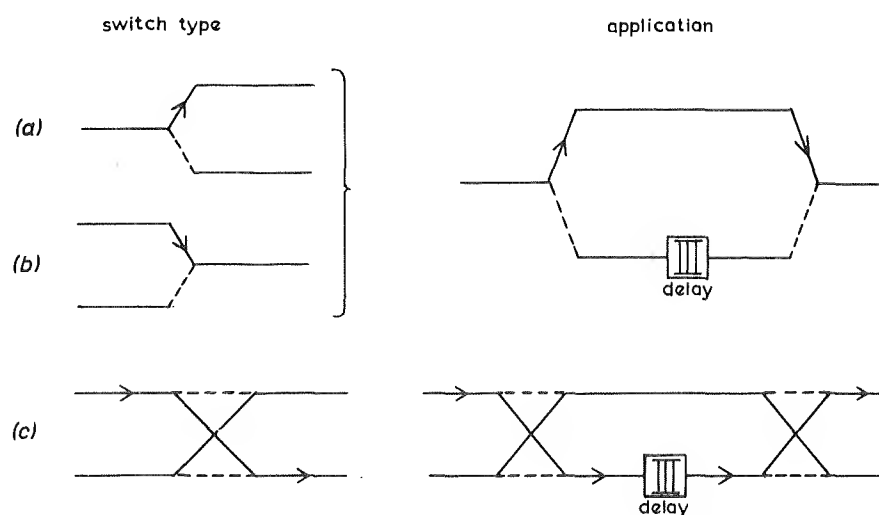 switch type
application
(a)
(b)
delay
(c)
delay